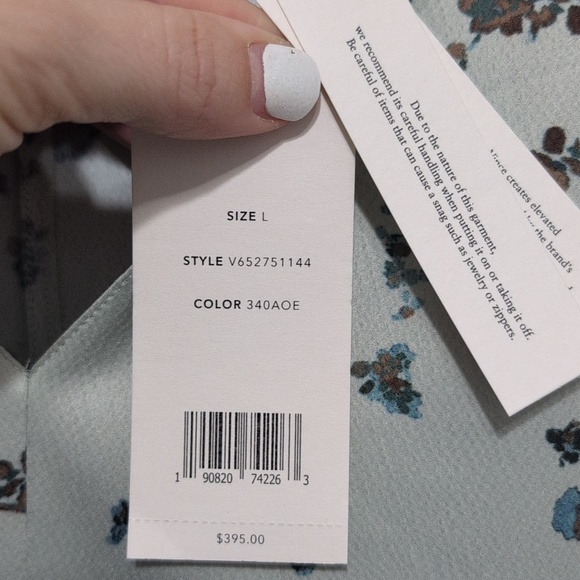 SIZE L
STYLE V652751144
COLOR 340AOE
1 90820 74226 3
$395.00
Due to the nature of this garment,
we recommend its careful handling when putting it on or taking it off.
Be careful of items that can cause a snag such as jewelry or zippers.
creates elevated
the brand's